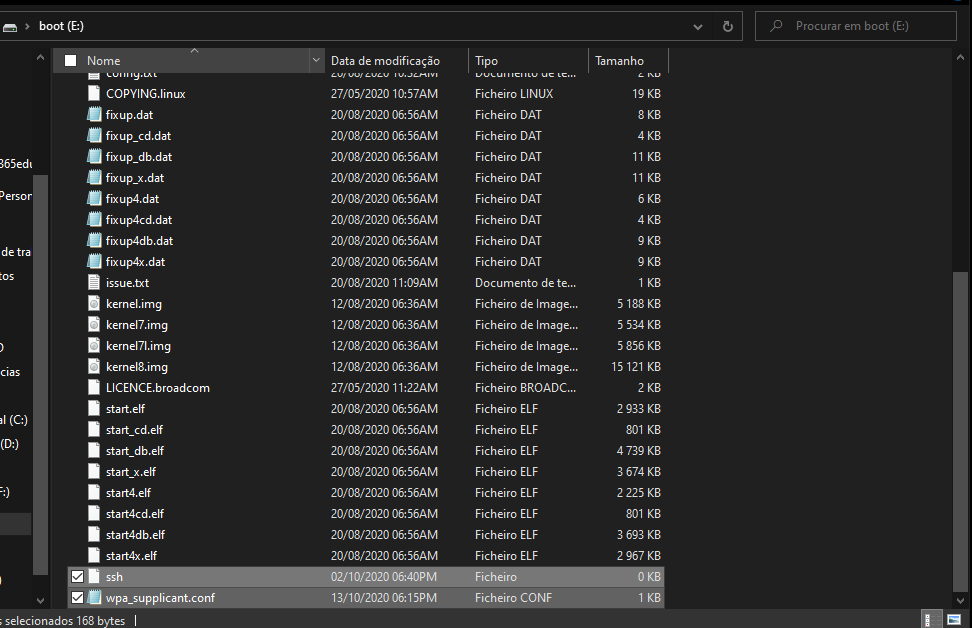 boot (E:)
Procurar em boot (E:)
Nome Data de modificação Tipo Tamanho
config.txt 20/08/2020 10:32AM Documento de te... 2 KB
COPYING.linux 27/05/2020 10:57AM Ficheiro LINUX 19 KB
fixup.dat 20/08/2020 06:56AM Ficheiro DAT 8 KB
fixup_cd.dat 20/08/2020 06:56AM Ficheiro DAT 4 KB
fixup_db.dat 20/08/2020 06:56AM Ficheiro DAT 11 KB
fixup_x.dat 20/08/2020 06:56AM Ficheiro DAT 11 KB
fixup4.dat 20/08/2020 06:56AM Ficheiro DAT 6 KB
fixup4cd.dat 20/08/2020 06:56AM Ficheiro DAT 4 KB
fixup4db.dat 20/08/2020 06:56AM Ficheiro DAT 9 KB
fixup4x.dat 20/08/2020 06:56AM Ficheiro DAT 9 KB
issue.txt 20/08/2020 11:09AM Documento de te... 1 KB
kernel.img 12/08/2020 06:36AM Ficheiro de Image... 5 188 KB
kernel7.img 12/08/2020 06:36AM Ficheiro de Image... 5 534 KB
kernel7l.img 12/08/2020 06:36AM Ficheiro de Image... 5 856 KB
kernel8.img 12/08/2020 06:36AM Ficheiro de Image... 15 121 KB
LICENCE.broadcom 27/05/2020 11:22AM Ficheiro BROADC... 2 KB
start.elf 20/08/2020 06:56AM Ficheiro ELF 2 933 KB
start_cd.elf 20/08/2020 06:56AM Ficheiro ELF 801 KB
start_db.elf 20/08/2020 06:56AM Ficheiro ELF 4 739 KB
start_x.elf 20/08/2020 06:56AM Ficheiro ELF 3 674 KB
start4.elf 20/08/2020 06:56AM Ficheiro ELF 2 225 KB
start4cd.elf 20/08/2020 06:56AM Ficheiro ELF 801 KB
start4db.elf 20/08/2020 06:56AM Ficheiro ELF 3 693 KB
start4x.elf 20/08/2020 06:56AM Ficheiro ELF 2 967 KB
ssh 02/10/2020 06:40PM Ficheiro 0 KB
wpa_supplicant.conf 13/10/2020 06:15PM Ficheiro CONF 1 KB
365edu
Person
de tra
tos
cias
al (C:)
(D:)
F:)
s selecionados 168 bytes